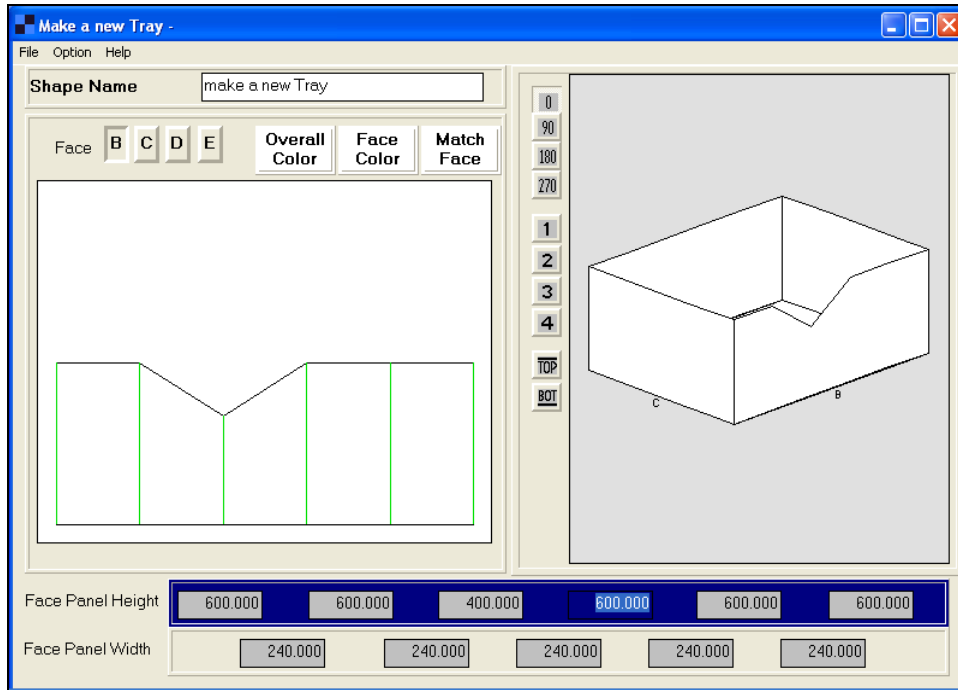 Make a new Tray -
File Option Help
Shape Name make a new Tray
Face B C D E Overall Color Face Color Match Face
0
90
180
270
1
2
3
4
TOP
BOT
C
B
Face Panel Height 600.000 600.000 400.000 600.000 600.000 600.000
Face Panel Width 240.000 240.000 240.000 240.000 240.000